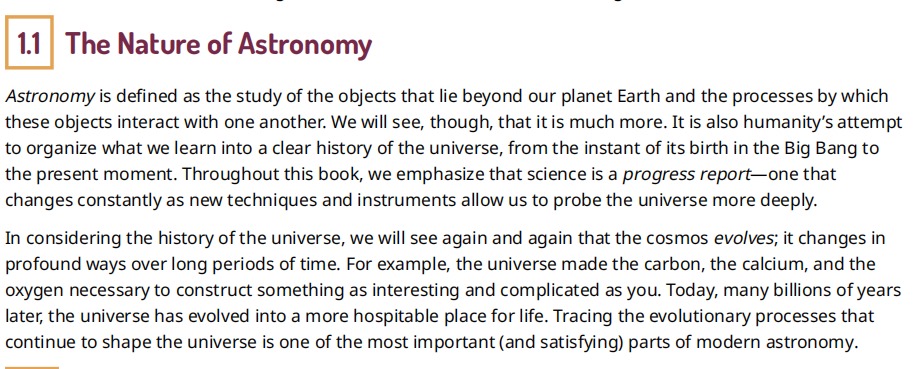 1.1 The Nature of Astronomy
Astronomy is defined as the study of the objects that lie beyond our planet Earth and the processes by which
these objects interact with one another. We will see, though, that it is much more. It is also humanity’s attempt
to organize what we learn into a clear history of the universe, from the instant of its birth in the Big Bang to
the present moment. Throughout this book, we emphasize that science is a progress report—one that
changes constantly as new techniques and instruments allow us to probe the universe more deeply.
In considering the history of the universe, we will see again and again that the cosmos evolves; it changes in
profound ways over long periods of time. For example, the universe made the carbon, the calcium, and the
oxygen necessary to construct something as interesting and complicated as you. Today, many billions of years
later, the universe has evolved into a more hospitable place for life. Tracing the evolutionary processes that
continue to shape the universe is one of the most important (and satisfying) parts of modern astronomy.